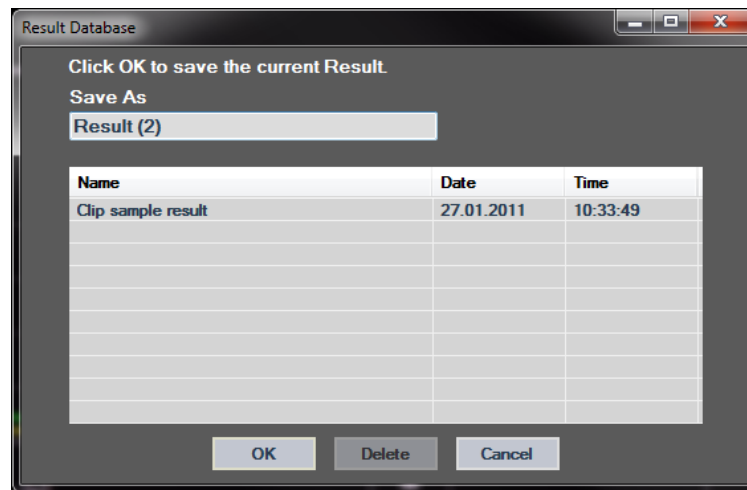 Result Database
Click OK to save the current Result.
Save As
Result (2)
Name Date Time
Clip sample result 27.01.2011 10:33:49
OK Delete Cancel